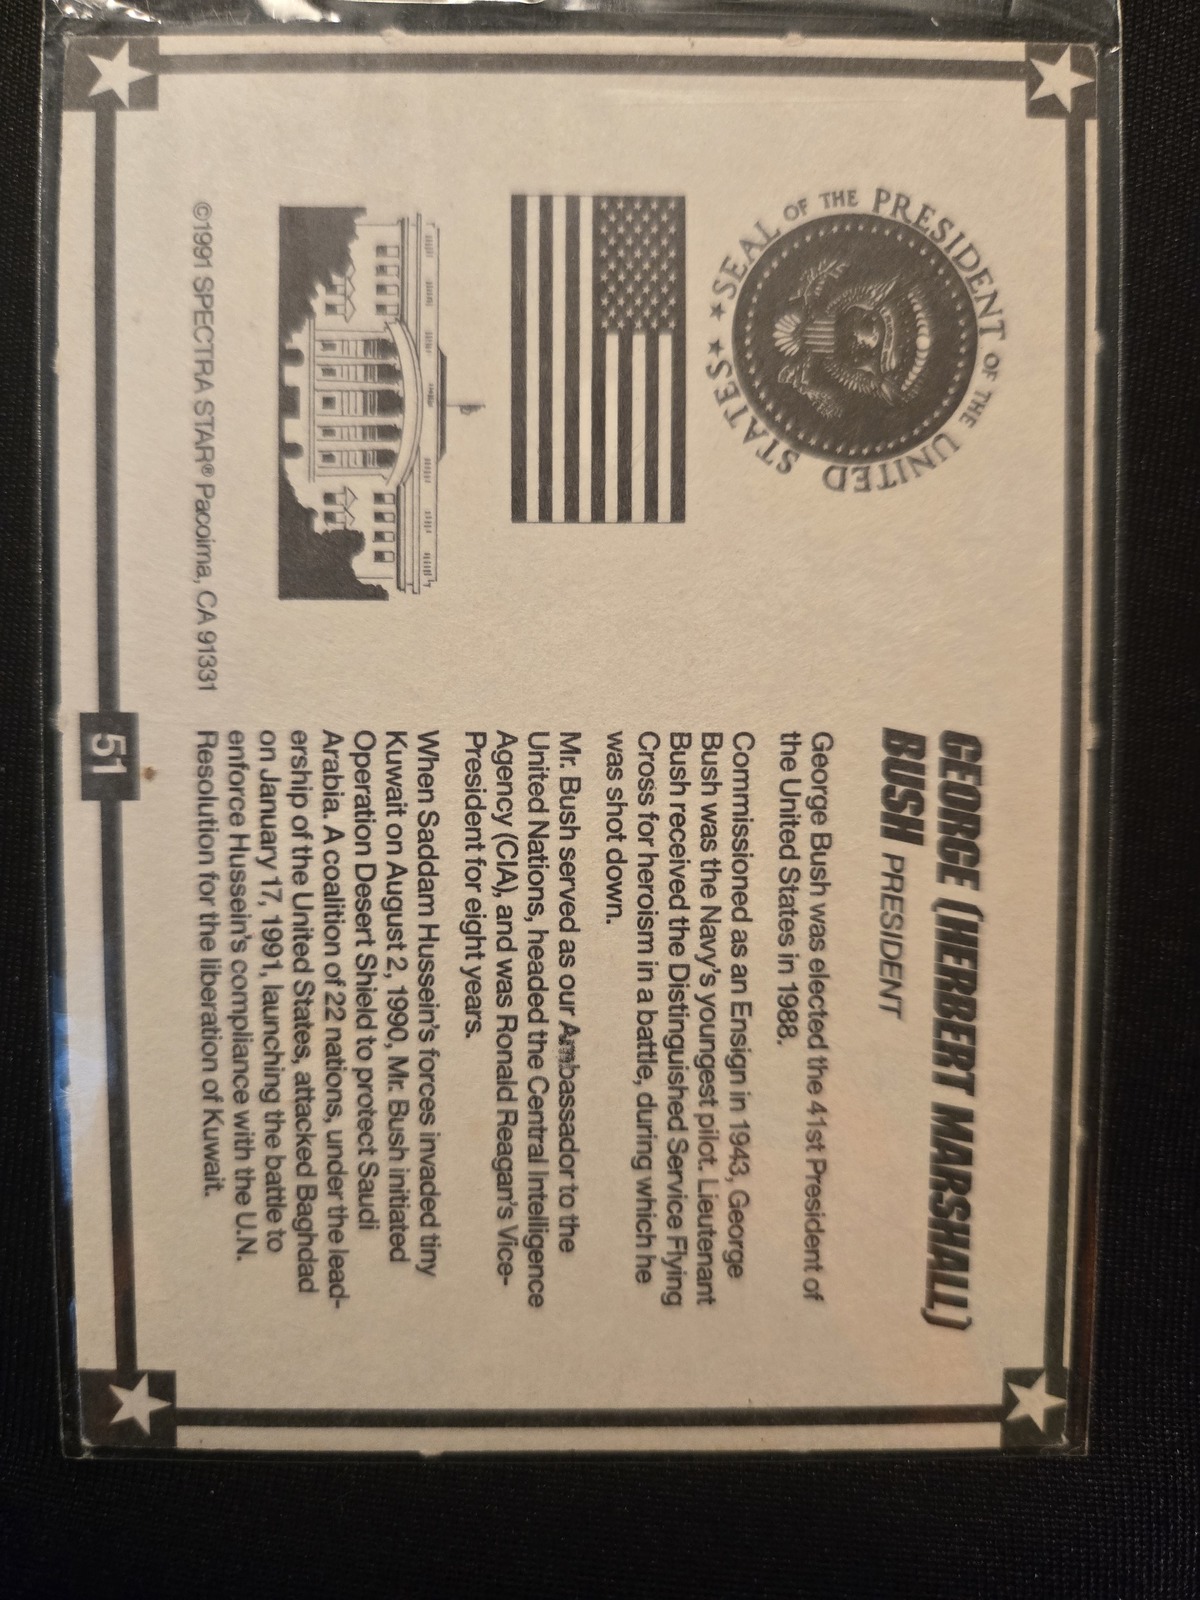 SEAL OF THE PRESIDENT OF THE UNITED STATES
GEORGE (HERBERT MARSHALL)
BUSH PRESIDENT
George Bush was elected the 41st President of
the United States in 1988.
Commissioned as an Ensign in 1943, George
Bush was the Navy's youngest pilot. Lieutenant
Bush received the Distinguished Service Flying
Cross for heroism in a battle, during which he
was shot down.
Mr. Bush served as our Ambassador to the
United Nations, headed the Central Intelligence
Agency (CIA), and was Ronald Reagan's Vice-
President for eight years.
When Saddam Hussein's forces invaded tiny
Kuwait on August 2, 1990, Mr. Bush initiated
Operation Desert Shield to protect Saudi
Arabia. A coalition of 22 nations, under the lead-
ership of the United States, attacked Baghdad
on January 17, 1991, launching the battle to
enforce Hussein's compliance with the U.N.
Resolution for the liberation of Kuwait.
©1991 SPECTRA STAR® Pacoima, CA 91331
51